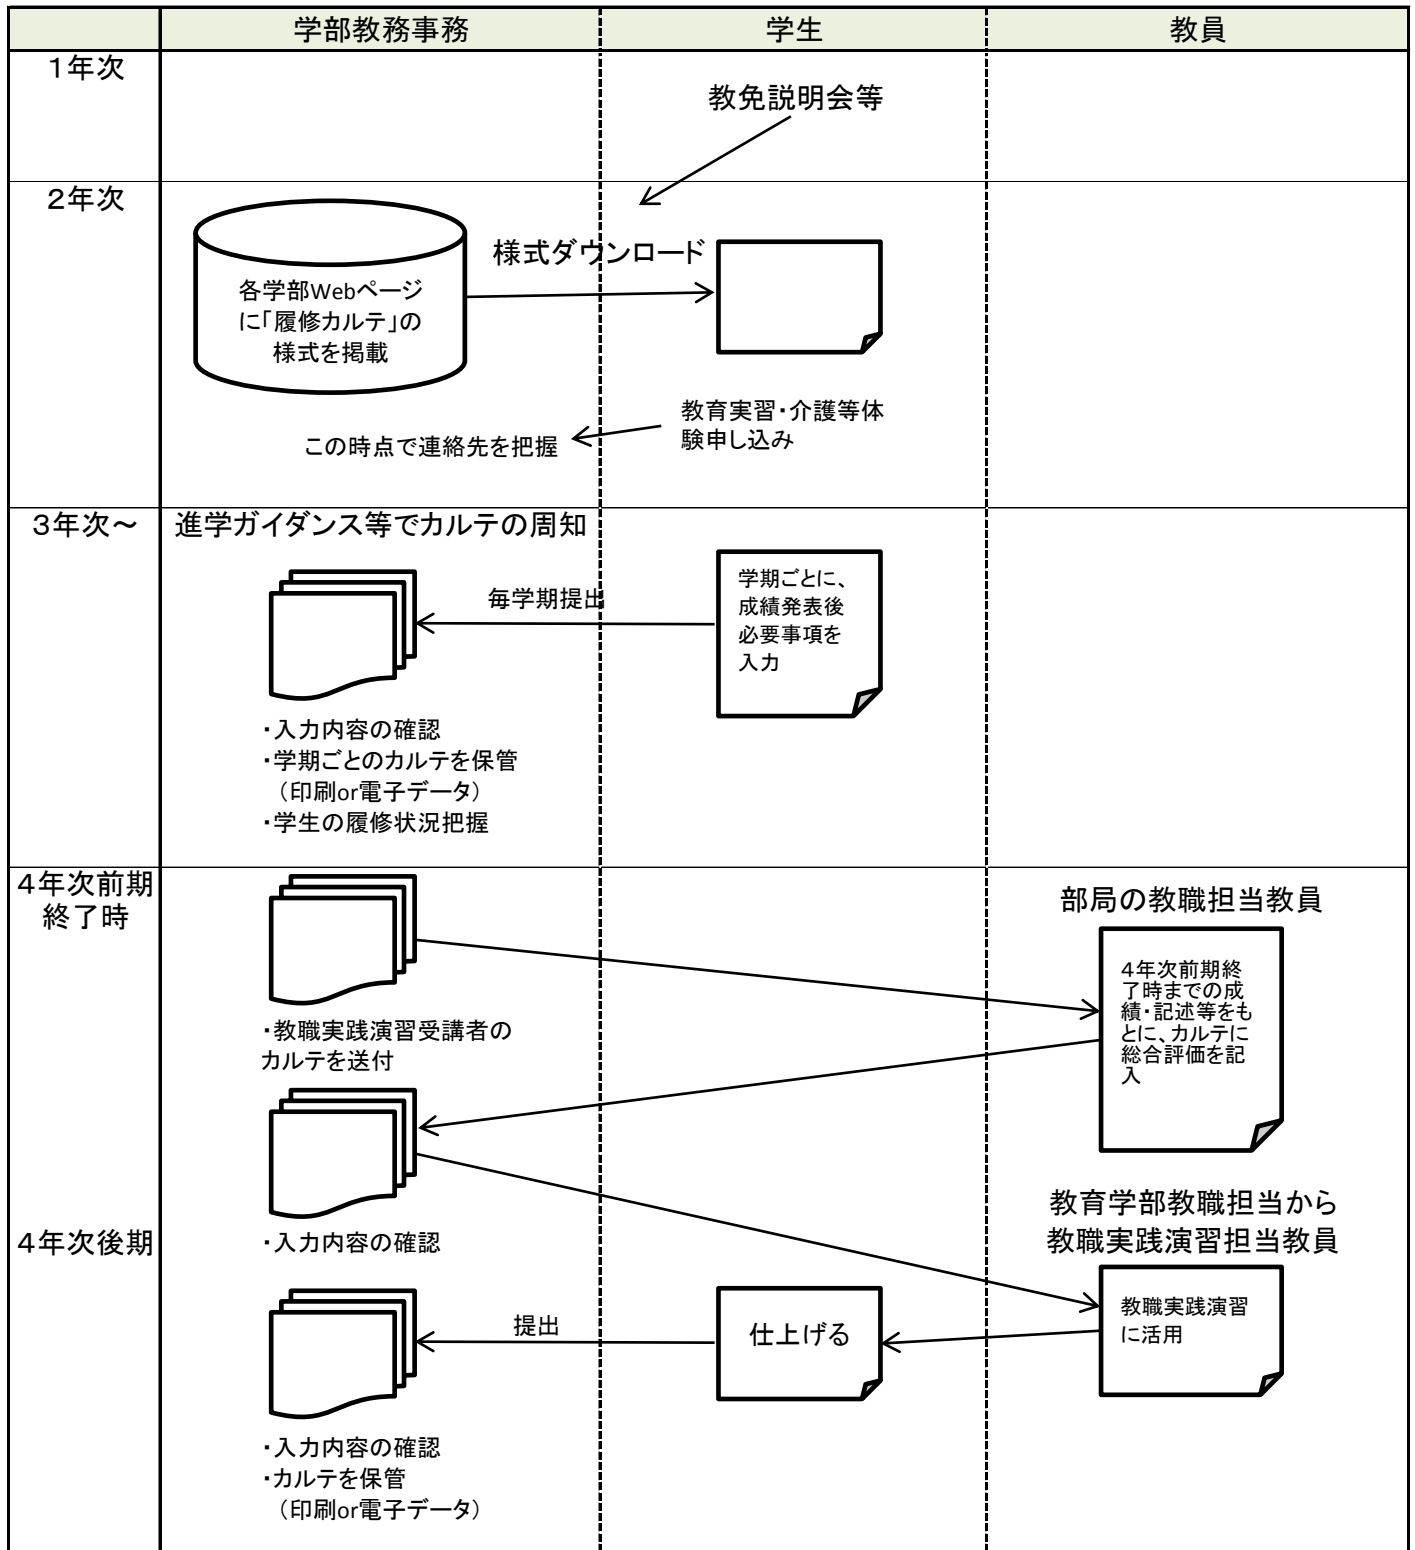 学部教務事務
学生
教員
１年次
教免説明会等
２年次
様式ダウンロード
各学部Webページ
に「履修カルテ」の
様式を掲載
教育実習・介護等体
験申し込み
この時点で連絡先を把握
３年次～
進学ガイダンス等でカルテの周知
毎学期提出
学期ごとに、
成績発表後
必要事項を
入力
・入力内容の確認
・学期ごとのカルテを保管
（印刷or電子データ）
・学生の履修状況把握
４年次前期
終了時
部局の教職担当教員
４年次前期終
了時までの成
績・記述等をも
とに、カルテに
総合評価を記
入
・教職実践演習受講者の
カルテを送付
・入力内容の確認
４年次後期
教育学部教職担当から
教職実践演習担当教員
教職実践演習
に活用
仕上げる
提出
・入力内容の確認
・カルテを保管
（印刷or電子データ）